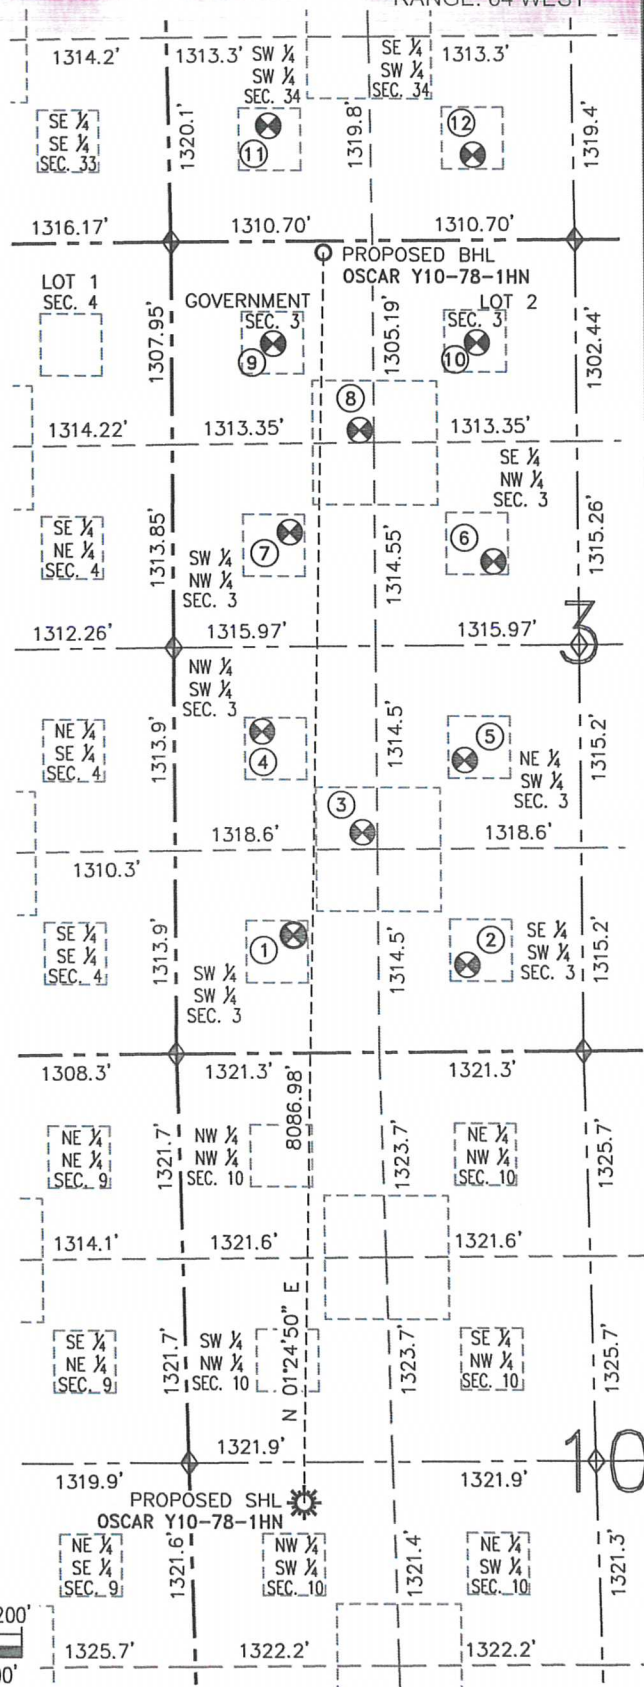 1314.2'
1313.3'
SW ¼
SW ¼
SEC. 34
SE ¼
SW ¼
SEC. 34
1313.3'
SE ¼
SE ¼
SEC. 33
1320.1'
11
1319.8'
12
1319.4'
1316.17'
1310.70'
1310.70'
PROPOSED BHL
OSCAR Y10-78-1HN
LOT 1
SEC. 4
GOVERNMENT
SEC. 3
LOT 2
SEC. 3
1307.95'
9
1305.19'
10
1302.44'
8
1314.22'
1313.35'
1313.35'
SE ¼
NW ¼
SEC. 3
SE ¼
NE ¼
SEC. 4
1313.85'
SW ¼
NW ¼
SEC. 3
7
1314.55'
6
1315.26'
3
1312.26'
1315.97'
1315.97'
NW ¼
SW ¼
SEC. 3
NE ¼
SE ¼
SEC. 4
1313.9'
4
1314.5'
5
NE ¼
SW ¼
SEC. 3
1315.2'
3
1318.6'
1318.6'
1310.3'
SE ¼
SE ¼
SEC. 4
1313.9'
SW ¼
SW ¼
SEC. 3
1
1314.5'
2
SE ¼
SW ¼
SEC. 3
1315.2'
1308.3'
1321.3'
1321.3'
8086.98'
NE ¼
NE ¼
SEC. 9
1321.7'
NW ¼
NW ¼
SEC. 10
1323.7'
NE ¼
NW ¼
SEC. 10
1325.7'
1314.1'
1321.6'
1321.6'
N 01°24'50" E
SE ¼
NE ¼
SEC. 9
1321.7'
SW ¼
NW ¼
SEC. 10
1323.7'
SE ¼
NW ¼
SEC. 10
1325.7'
1321.9'
10
1319.9'
1321.9'
PROPOSED SHL
OSCAR Y10-78-1HN
NE ¼
SE ¼
SEC. 9
1321.6'
NW ¼
SW ¼
SEC. 10
1321.4'
NE ¼
SW ¼
SEC. 10
1321.3'
200'
1325.7'
1322.2'
1322.2'